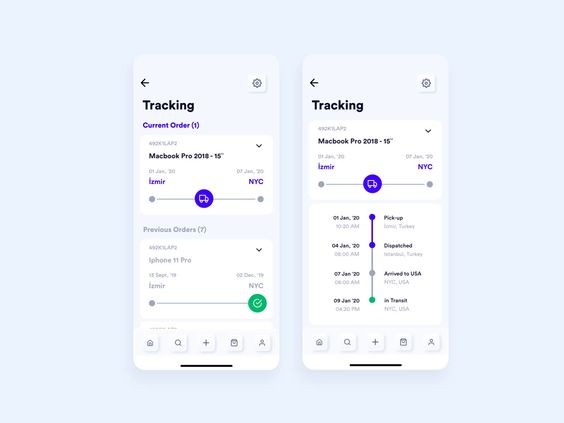 Tracking
Current Order (1)
492K1LAP2
Macbook Pro 2018 - 15"
01 Jan, '20 07 Jan, '20
İzmir NYC
Previous Orders (7)
492K1LAP2
Iphone 11 Pro
13 Sept, '19 02 Dec, '19
İzmir NYC
Tracking
492K1LAP2
Macbook Pro 2018 - 15"
01 Jan, '20 07 Jan, '20
İzmir NYC
01 Jan, '20 Pick-up
10:20 AM İzmir, Turkey
04 Jan, '20 Dispatched
08:00 AM Istanbul, Turkey
07 Jan, '20 Arrived to USA
08:00 AM NYC, USA
09 Jan, '20 in Transit
04:30 PM NYC, USA